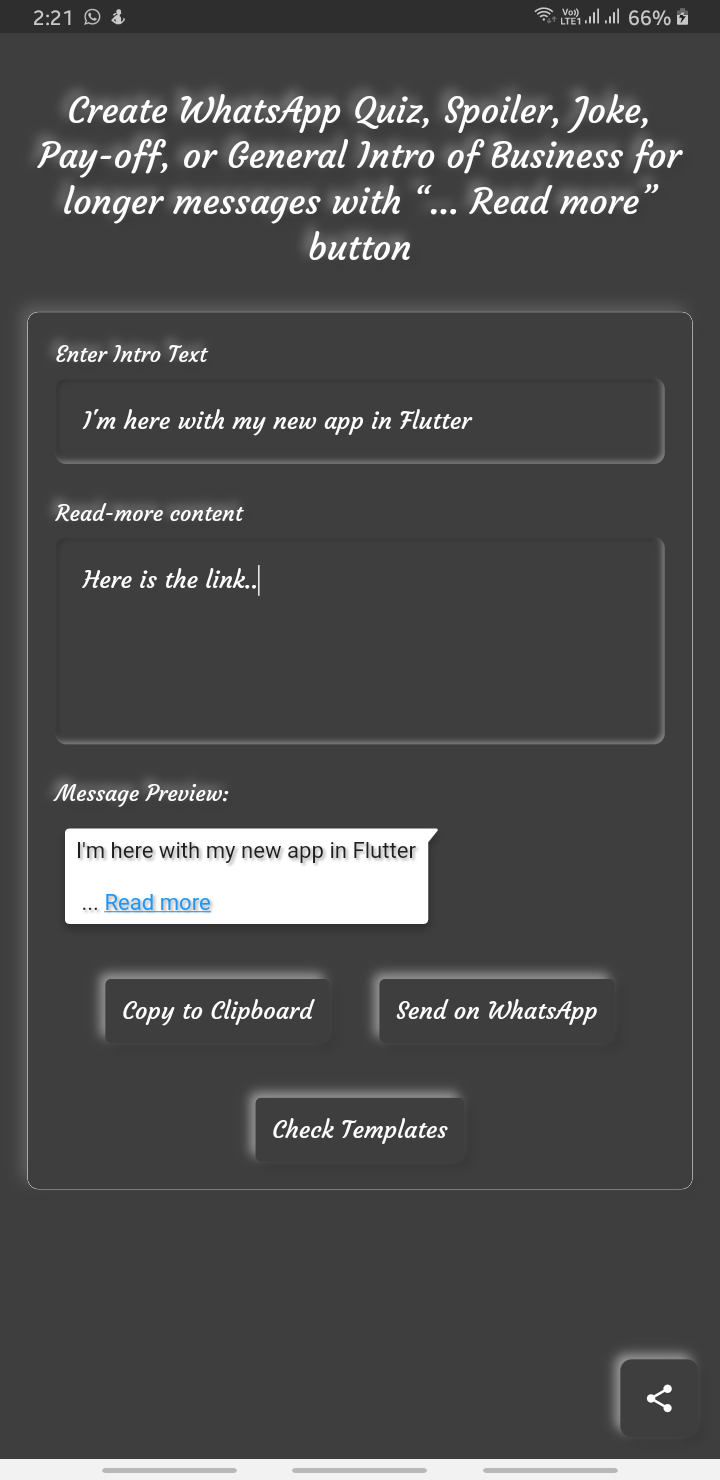 2:21 Vo) LTE1 66%
Create WhatsApp Quiz, Spoiler, Joke,
Pay-off, or General Intro of Business for
longer messages with “... Read more”
button
Enter Intro Text
I'm here with my new app in Flutter
Read-more content
Here is the link..
Message Preview:
I'm here with my new app in Flutter
... Read more
Copy to Clipboard Send on WhatsApp
Check Templates